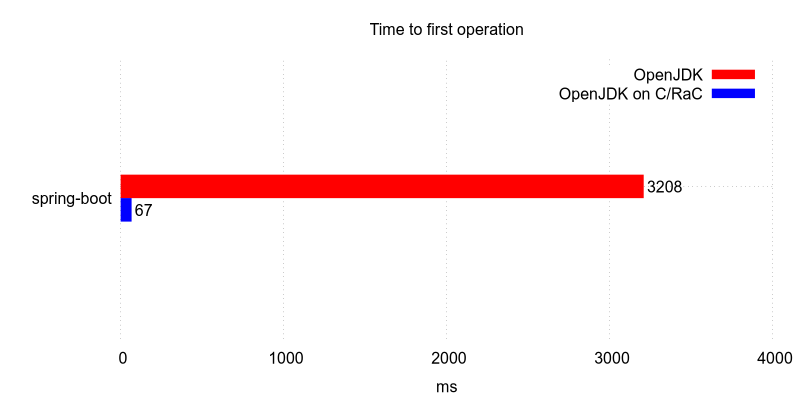 Time to first operation
OpenJDK
OpenJDK on C/RaC
3208
spring-boot
67
0 1000 2000 3000 4000
ms